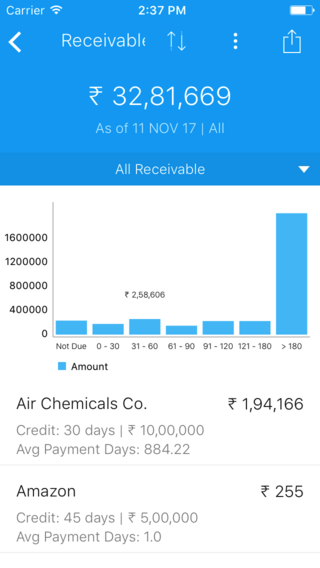 Carrier 2:37 PM
Receivabl
₹ 32,81,669
As of 11 NOV 17 | All
All Receivable
1600000
1200000
800000
400000
0
₹ 2,58,606
Not Due 0 - 30 31 - 60 61 - 90 91 - 120 121 - 180 > 180
Amount
Air Chemicals Co. ₹ 1,94,166
Credit: 30 days | ₹ 10,00,000
Avg Payment Days: 884.22
Amazon ₹ 255
Credit: 45 days | ₹ 5,00,000
Avg Payment Days: 1.0